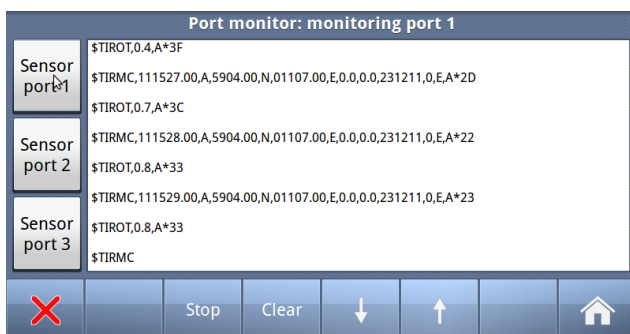 Port monitor: monitoring port 1
Sensor
port 1
Sensor
port 2
Sensor
port 3
$TIROT,0.4,A*3F
$TIRMC,111527.00,A,5904.00,N,01107.00,E,0.0,0.0,231211,0,E,A*2D
$TIROT,0.7,A*3C
$TIRMC,111528.00,A,5904.00,N,01107.00,E,0.0,0.0,231211,0,E,A*22
$TIROT,0.8,A*33
$TIRMC,111529.00,A,5904.00,N,01107.00,E,0.0,0.0,231211,0,E,A*23
$TIROT,0.8,A*33
$TIRMC
Stop
Clear